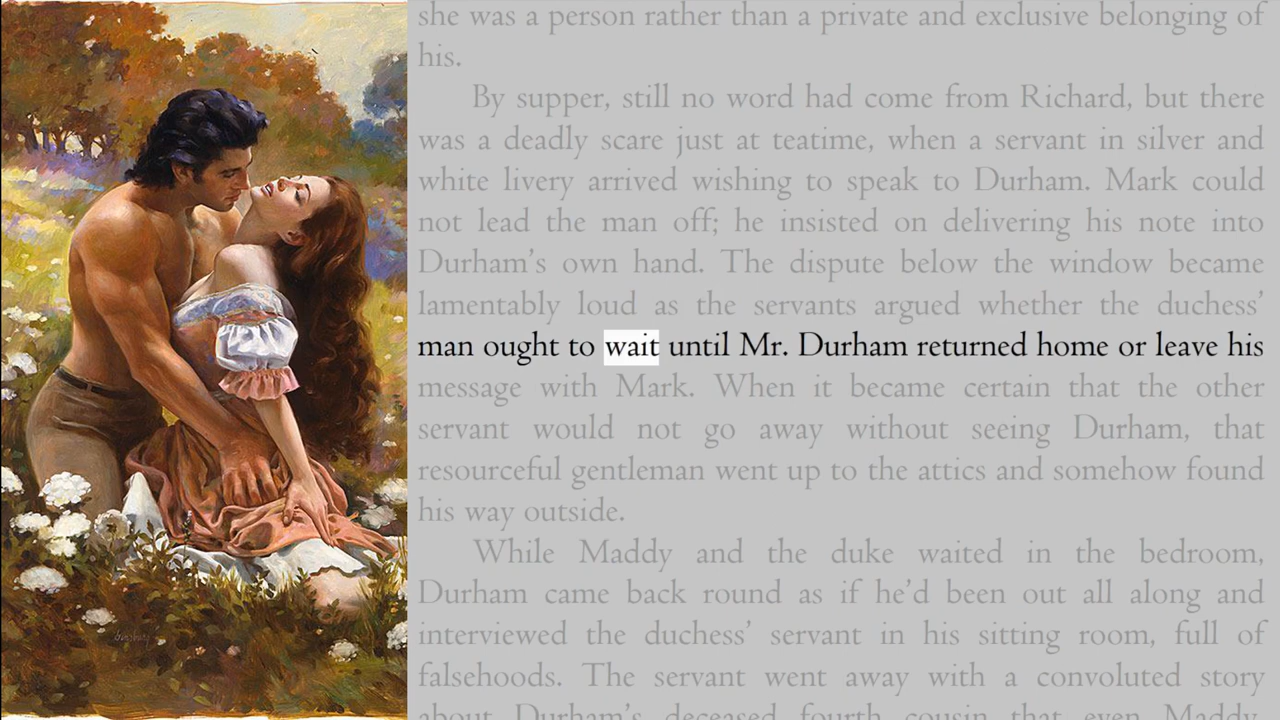 she was a person rather than a private and exclusive belonging of
his.
By supper, still no word had come from Richard, but there
was a deadly scare just at teatime, when a servant in silver and
white livery arrived wishing to speak to Durham. Mark could
not lead the man off; he insisted on delivering his note into
Durham’s own hand. The dispute below the window became
lamentably loud as the servants argued whether the duchess’
man ought to wait until Mr. Durham returned home or leave his
message with Mark. When it became certain that the other
servant would not go away without seeing Durham, that
resourceful gentleman went up to the attics and somehow found
his way outside.
While Maddy and the duke waited in the bedroom,
Durham came back round as if he’d been out all along and
interviewed the duchess’ servant in his sitting room, full of
falsehoods. The servant went away with a convoluted story
about Durham’s deceased fourth cousin that even Maddy,